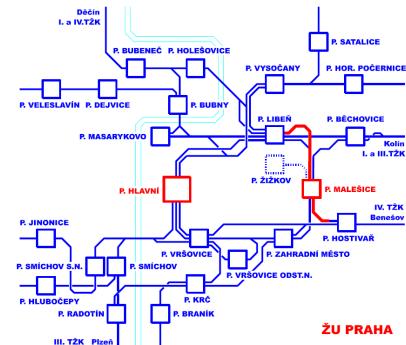 Děčín
I. a IV.TŽK
P. BUBENEČ
P. HOLEŠOVICE
P. SATALICE
P. VYSOČANY
P. HOR. POČERNICE
P. VELESLAVÍN
P. DEJVICE
P. BUBNY
P. LIBEŇ
P. BĚCHOVICE
P. MASARYKOVO
Kolín
I. a III.TŽK
P. ŽIŽKOV
P. MALEŠICE
P. HLAVNÍ
IV. TŽK
Benešov
P. JINONICE
P. HOSTIVAŘ
P. VRŠOVICE
P. ZAHRADNÍ MĚSTO
P. SMÍCHOV S.N.
P. SMÍCHOV
P. VRŠOVICE ODST.N.
P. HLUBOČEPY
P. KRČ
P. RADOTÍN
P. BRANÍK
ŽU PRAHA
III. TŽK Plzeň